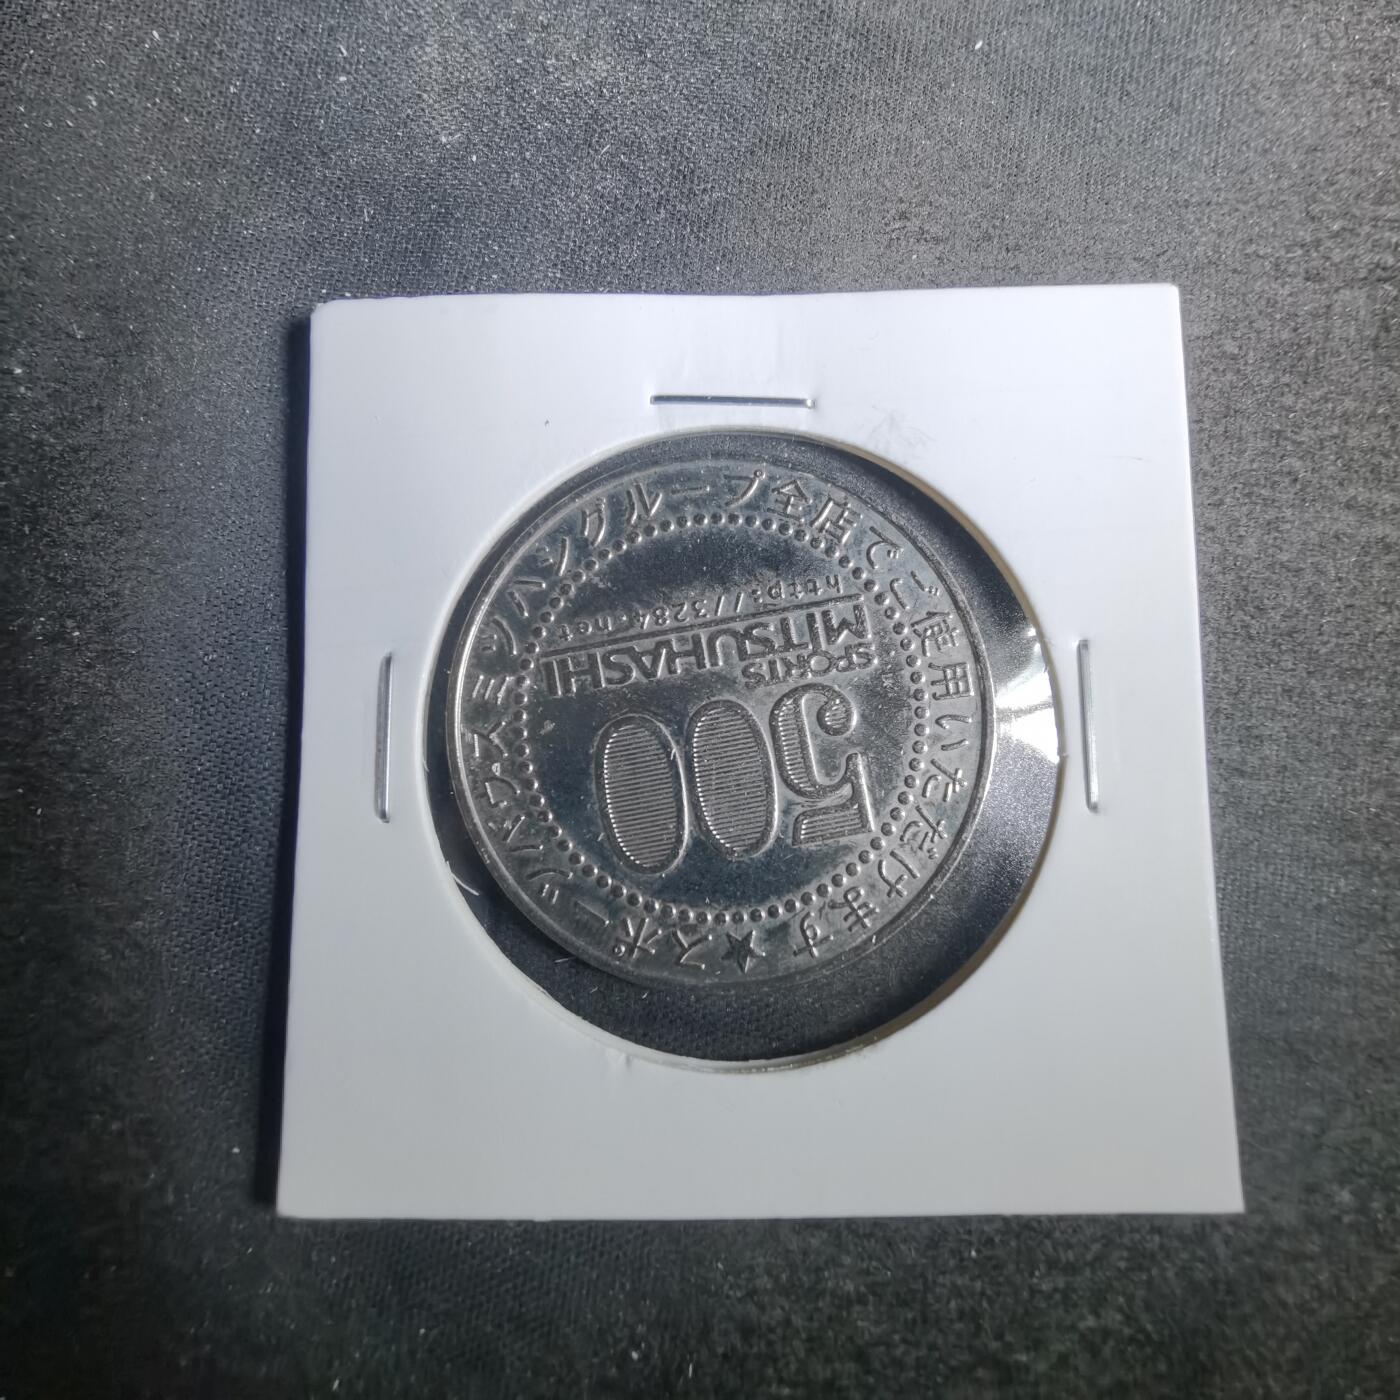 500
SPORTS
MITSUHASHI
http://3284.net
★スポーツ ミツハシグループ全店でご使用いただけます